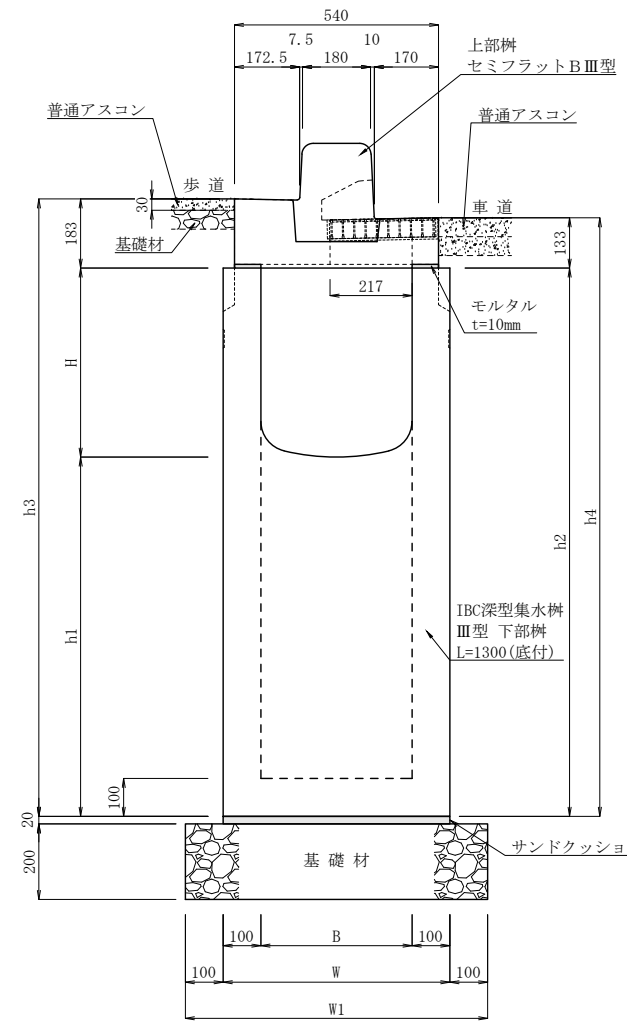 540
7.5
10
172.5
180
170
上部桝
セミフラットＢⅢ型
普通アスコン
普通アスコン
歩 道
車 道
30
183
133
基礎材
217
モルタル
t=10mm
H
h3
h1
h2
h4
IBC深型集水桝
Ⅲ型 下部桝
L=1300(底付)
100
20
サンドクッショ
200
基 礎 材
100
B
100
100
W
100
W1